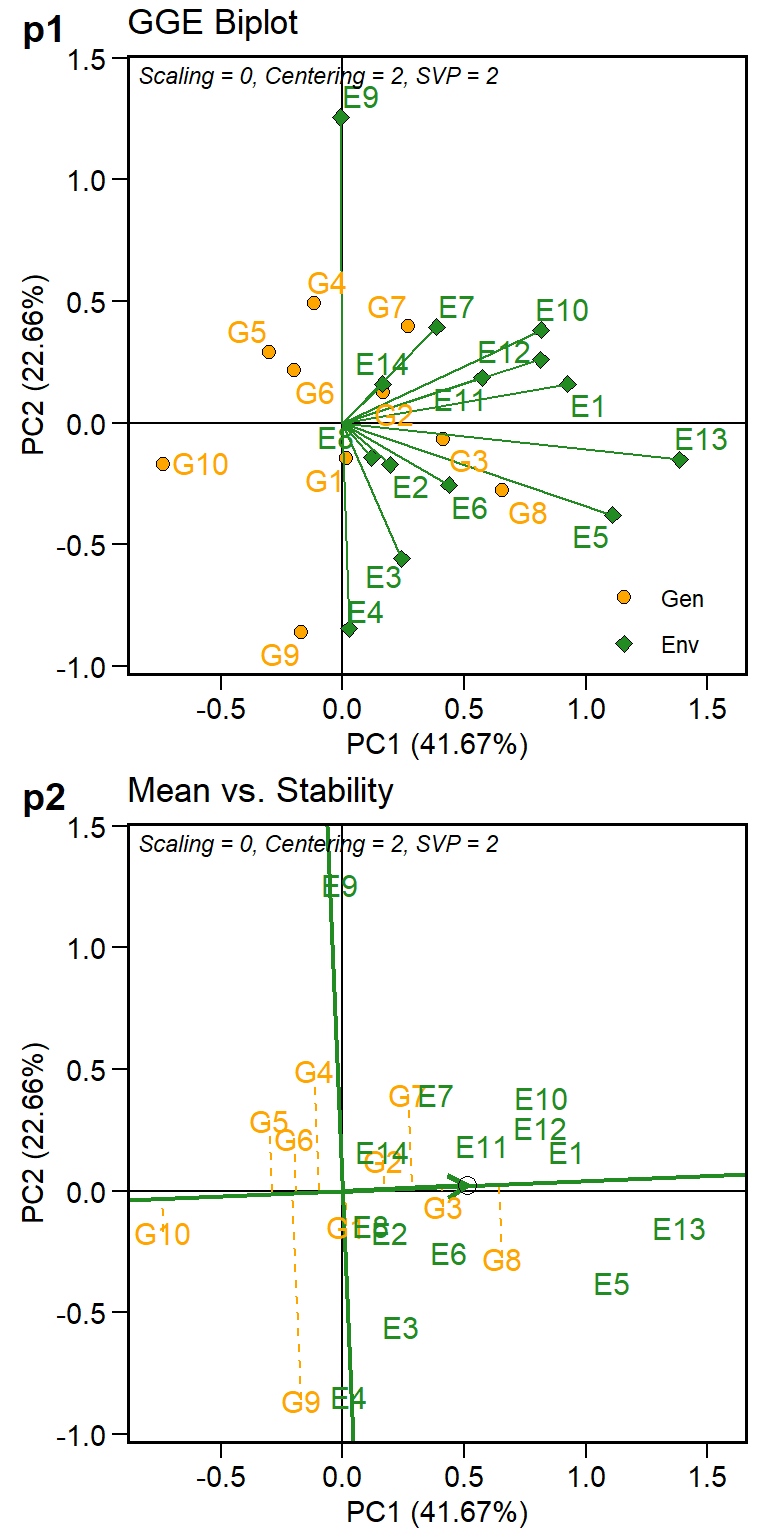 p1 GGE Biplot
Scaling = 0, Centering = 2, SVP = 2
1.5
1.0
0.5
0.0
-0.5
-1.0
PC2 (22.66%)
E9
G4
G7 E7 E10
G5
E14 E12
G6
G2 E11 E1
E8 E13
G10 G1 G3
E2 E6 G8
E5
E3
E4
G9
Gen
Env
-0.5 0.0 0.5 1.0 1.5
PC1 (41.67%)
p2 Mean vs. Stability
Scaling = 0, Centering = 2, SVP = 2
1.5
1.0
0.5
0.0
-0.5
-1.0
PC2 (22.66%)
E9
G4
G7 E7 E10
G5 E12
G6 E11 E1
E14
G2
G3
G10 G1 E8 E2 E13
E6 G8
E5
E3
G9 E4
-0.5 0.0 0.5 1.0 1.5
PC1 (41.67%)